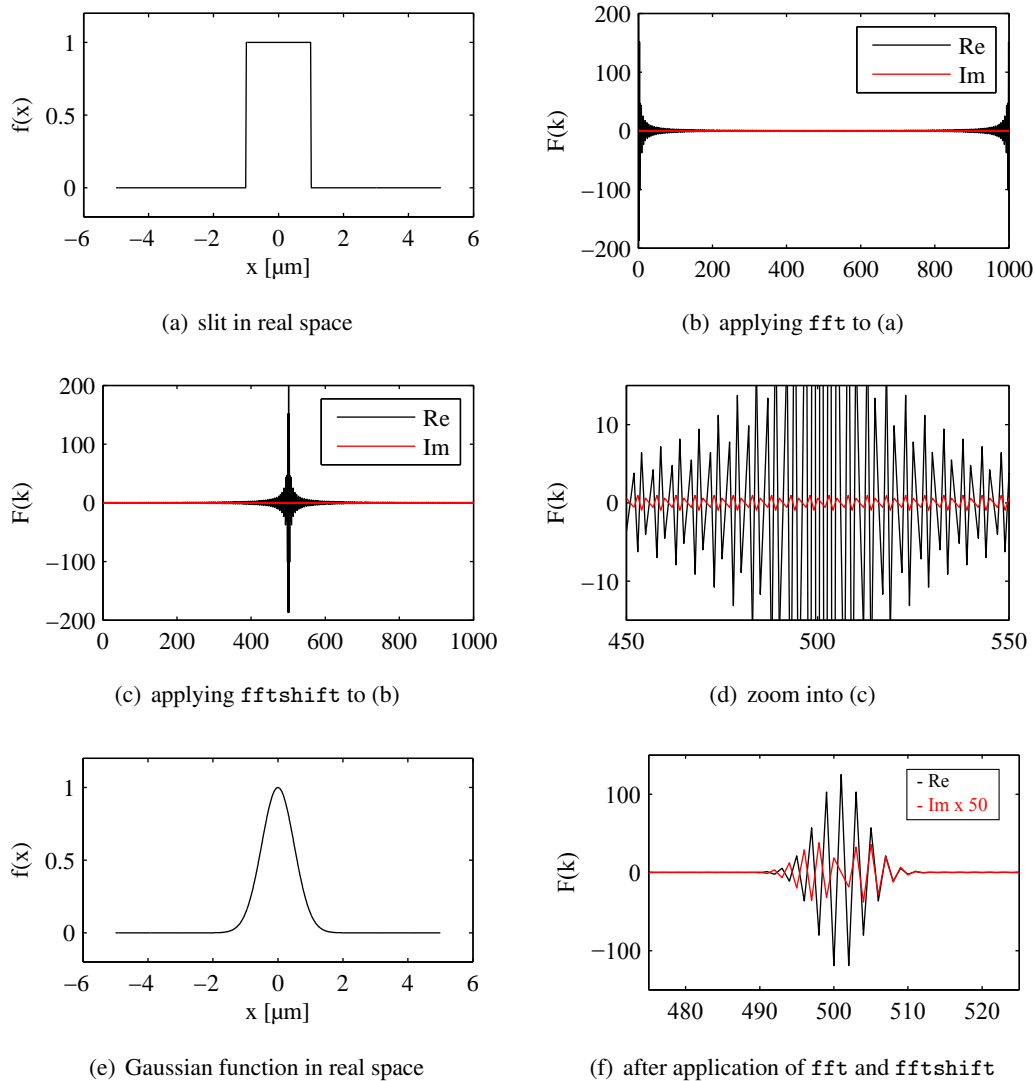 1
0.5
0
f(x)
−6 −4 −2 0 2 4 6
x [µm]
(a) slit in real space
200
100
0
−100
−200
F(k)
Re
Im
0 200 400 600 800 1000
(b) applying fft to (a)
200
100
0
−100
−200
F(k)
Re
Im
0 200 400 600 800 1000
(c) applying fftshift to (b)
10
0
−10
F(k)
450 500 550
(d) zoom into (c)
1
0.5
0
f(x)
−6 −4 −2 0 2 4 6
x [µm]
(e) Gaussian function in real space
100
0
−100
F(k)
- Re
- Im x 50
480 490 500 510 520
(f) after application of fft and fftshift